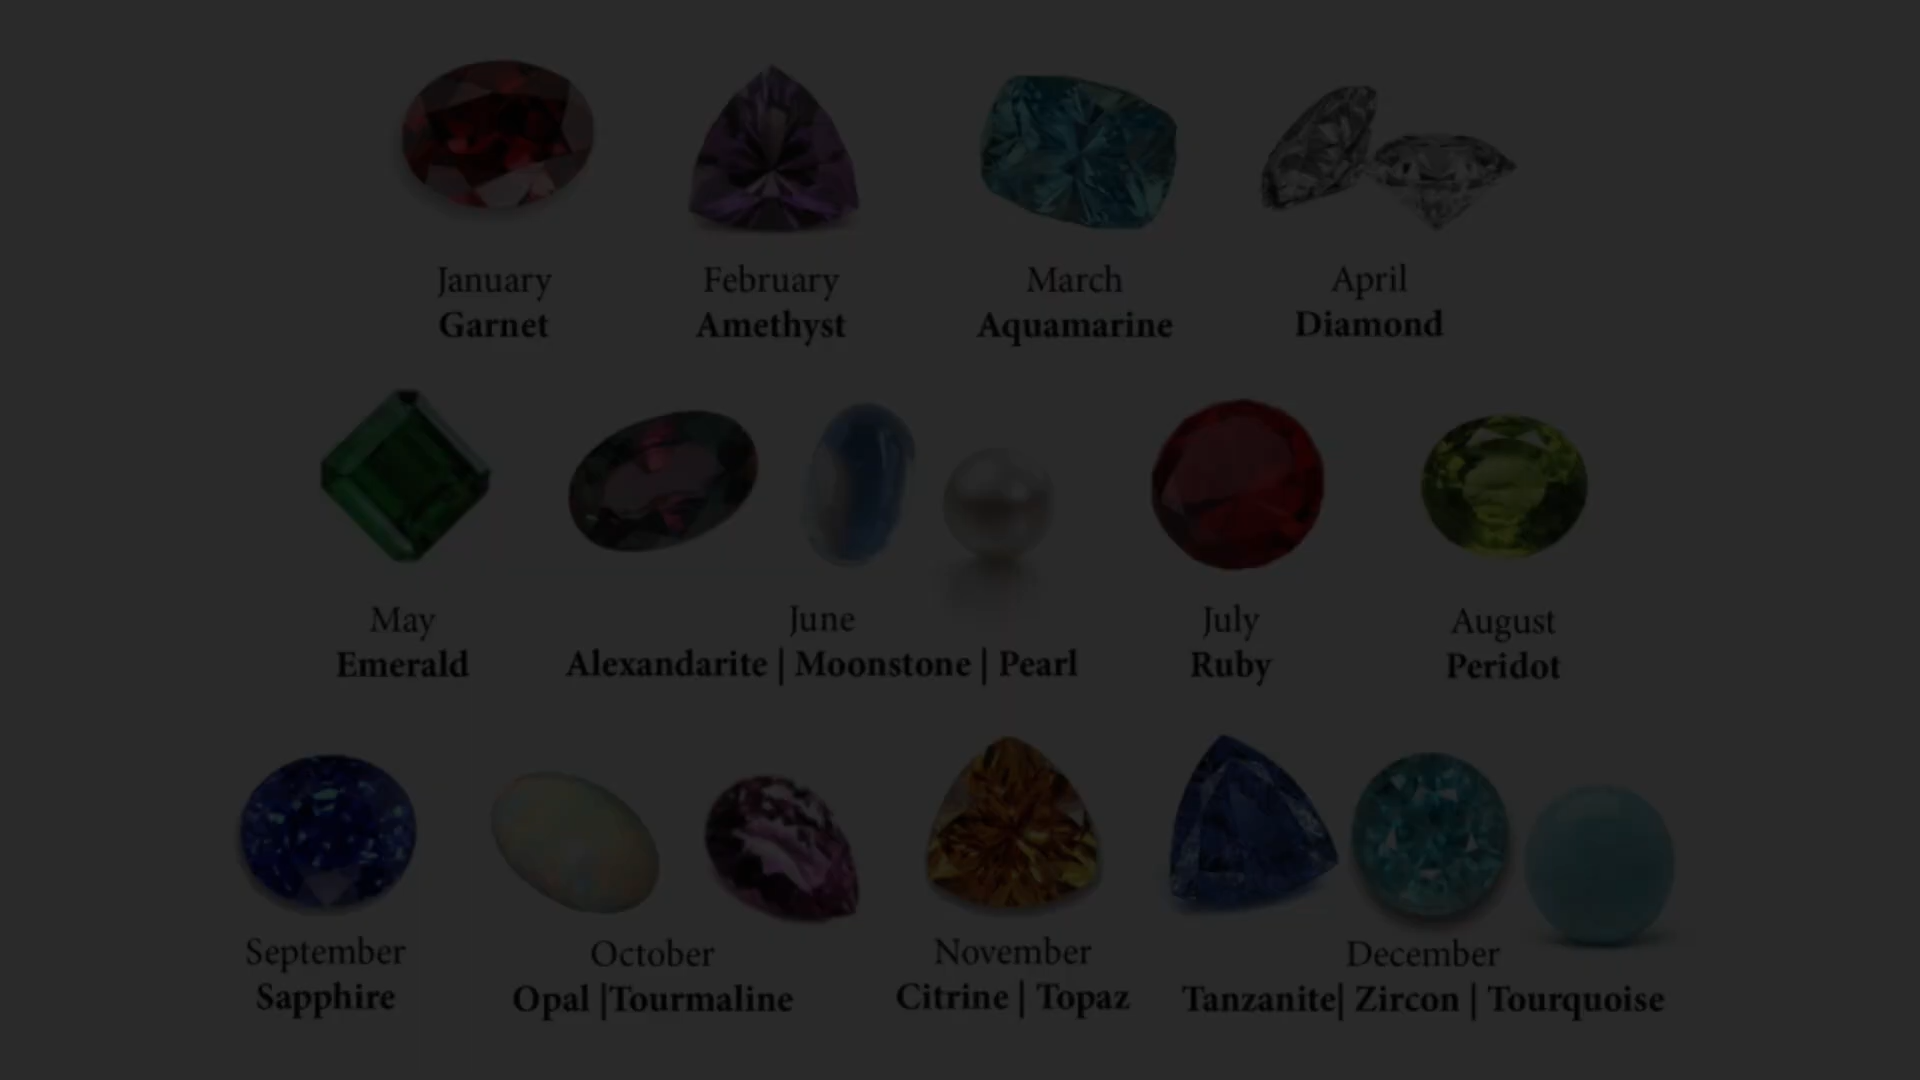 January
Garnet
February
Amethyst
March
Aquamarine
April
Diamond
May
Emerald
June
Alexandarite | Moonstone | Pearl
July
Ruby
August
Peridot
September
Sapphire
October
Opal |Tourmaline
November
Citrine | Topaz
December
Tanzanite| Zircon | Tourquoise